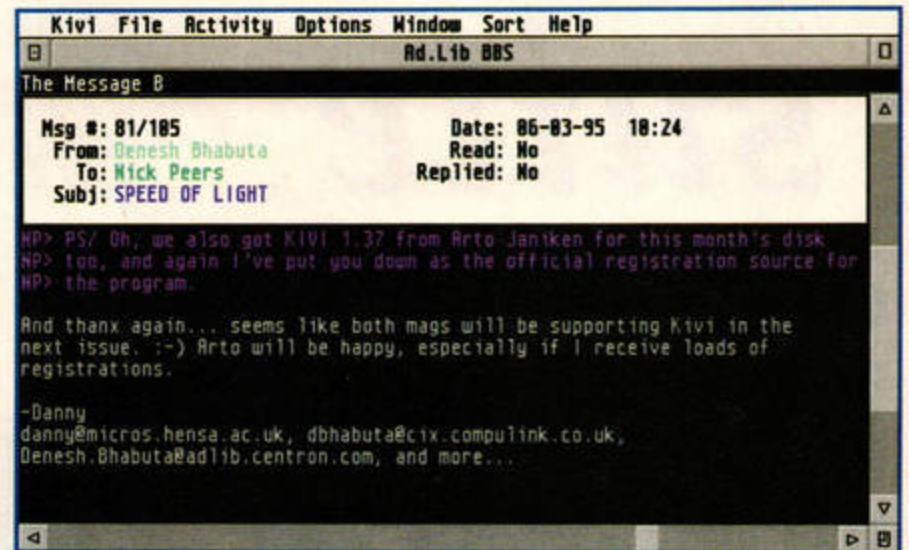 Kivi File Activity Options Window Sort Help
Ad.Lib BBS
The Message B
Msg #: 81/105 Date: 06-03-95 18:24
From: Denesh Bhabuta Read: No
To: Nick Peers Replied: No
Subj: SPEED OF LIGHT
NP> PS/ Oh, we also got KIVI 1.37 from Arto Janiken for this month's disk
NP> too, and again I've put you down as the official registration source for
NP> the program.
And thanx again... seems like both mags will be supporting Kivi in the
next issue. :-) Arto will be happy, especially if I receive loads of
registrations.
-Danny
danny@micros.hensa.ac.uk, dbhabuta@cix.compulink.co.uk,
Denesh.Bhabuta@adlib.centron.com, and more...